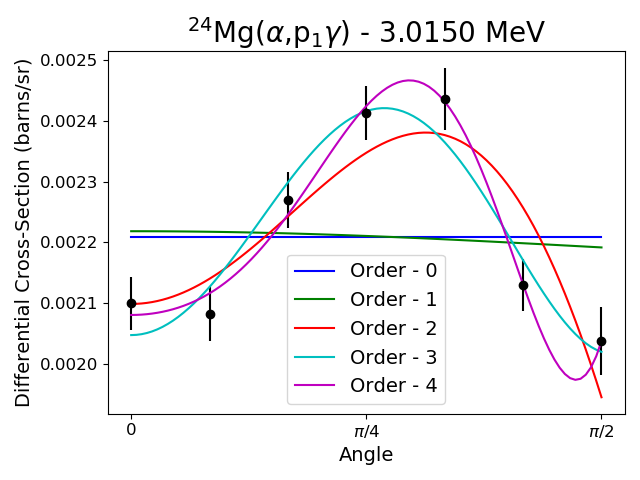 ²⁴Mg(α,p₁γ) - 3.0150 MeV
Differential Cross-Section (barns/sr)
0.0025
0.0024
0.0023
0.0022
0.0021
0.0020
Order - 0
Order - 1
Order - 2
Order - 3
Order - 4
0
π/4
π/2
Angle